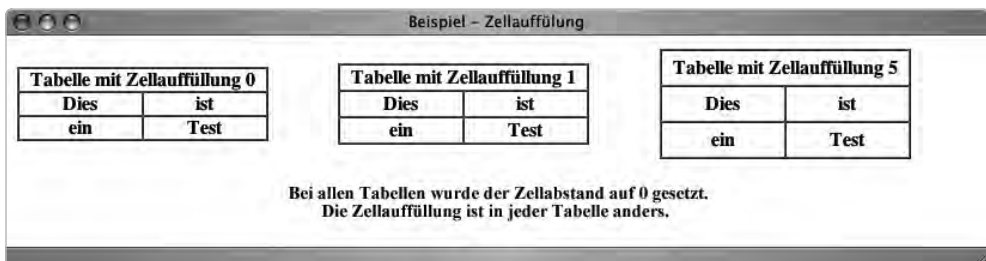 Beispiel – Zellauffülung
Tabelle mit Zellauffüllung 0
Dies ist
ein Test
Tabelle mit Zellauffüllung 1
Dies ist
ein Test
Tabelle mit Zellauffüllung 5
Dies ist
ein Test
Bei allen Tabellen wurde der Zellabstand auf 0 gesetzt.
Die Zellauffüllung ist in jeder Tabelle anders.